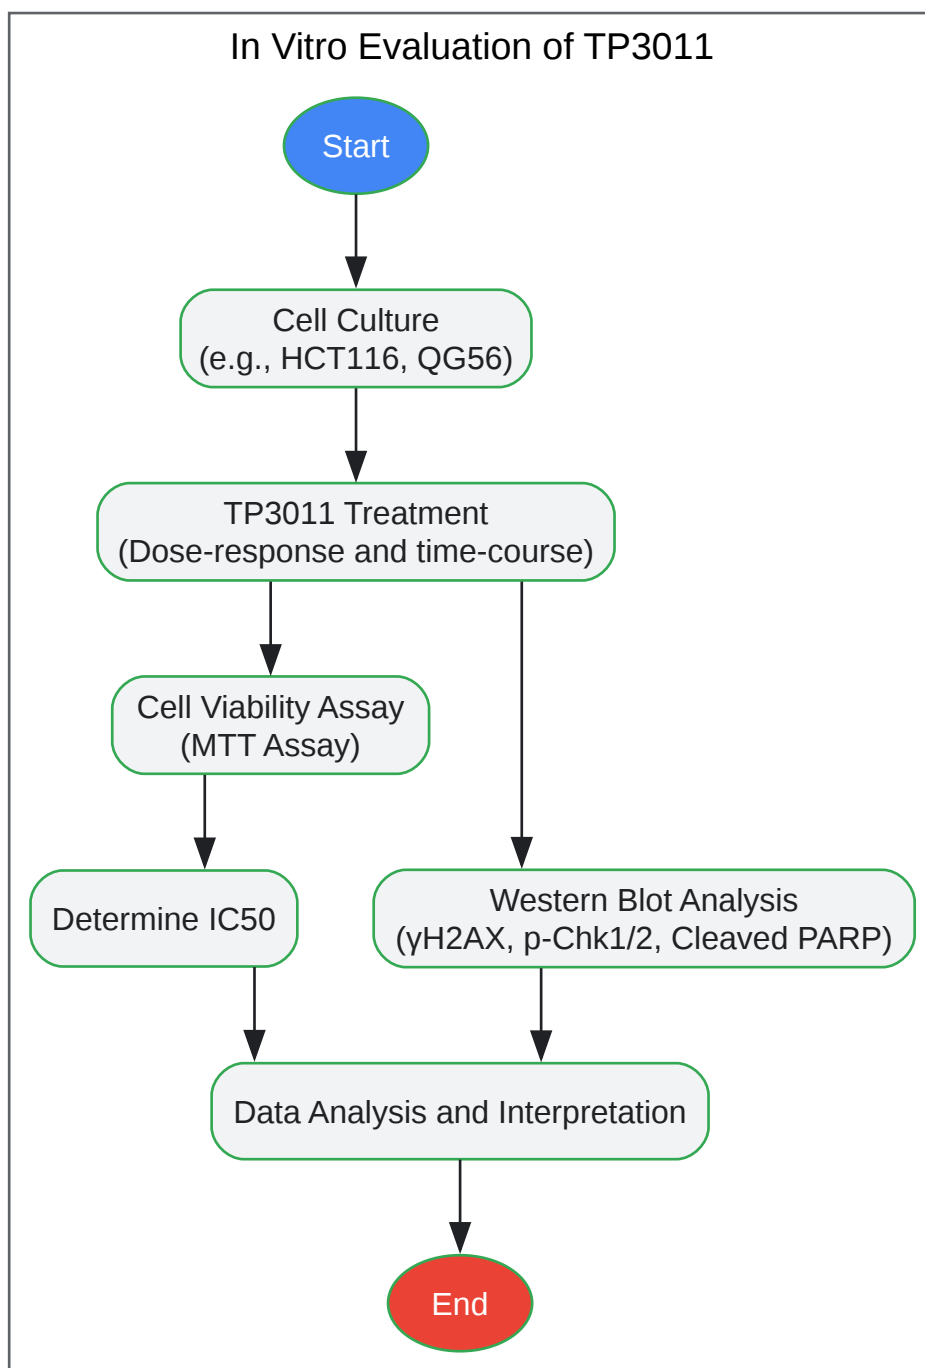 In Vitro Evaluation of TP3011
Start
Cell Culture
(e.g., HCT116, QG56)
TP3011 Treatment
(Dose-response and time-course)
Cell Viability Assay
(MTT Assay)
Determine IC50
Western Blot Analysis
(γH2AX, p-Chk1/2, Cleaved PARP)
Data Analysis and Interpretation
End